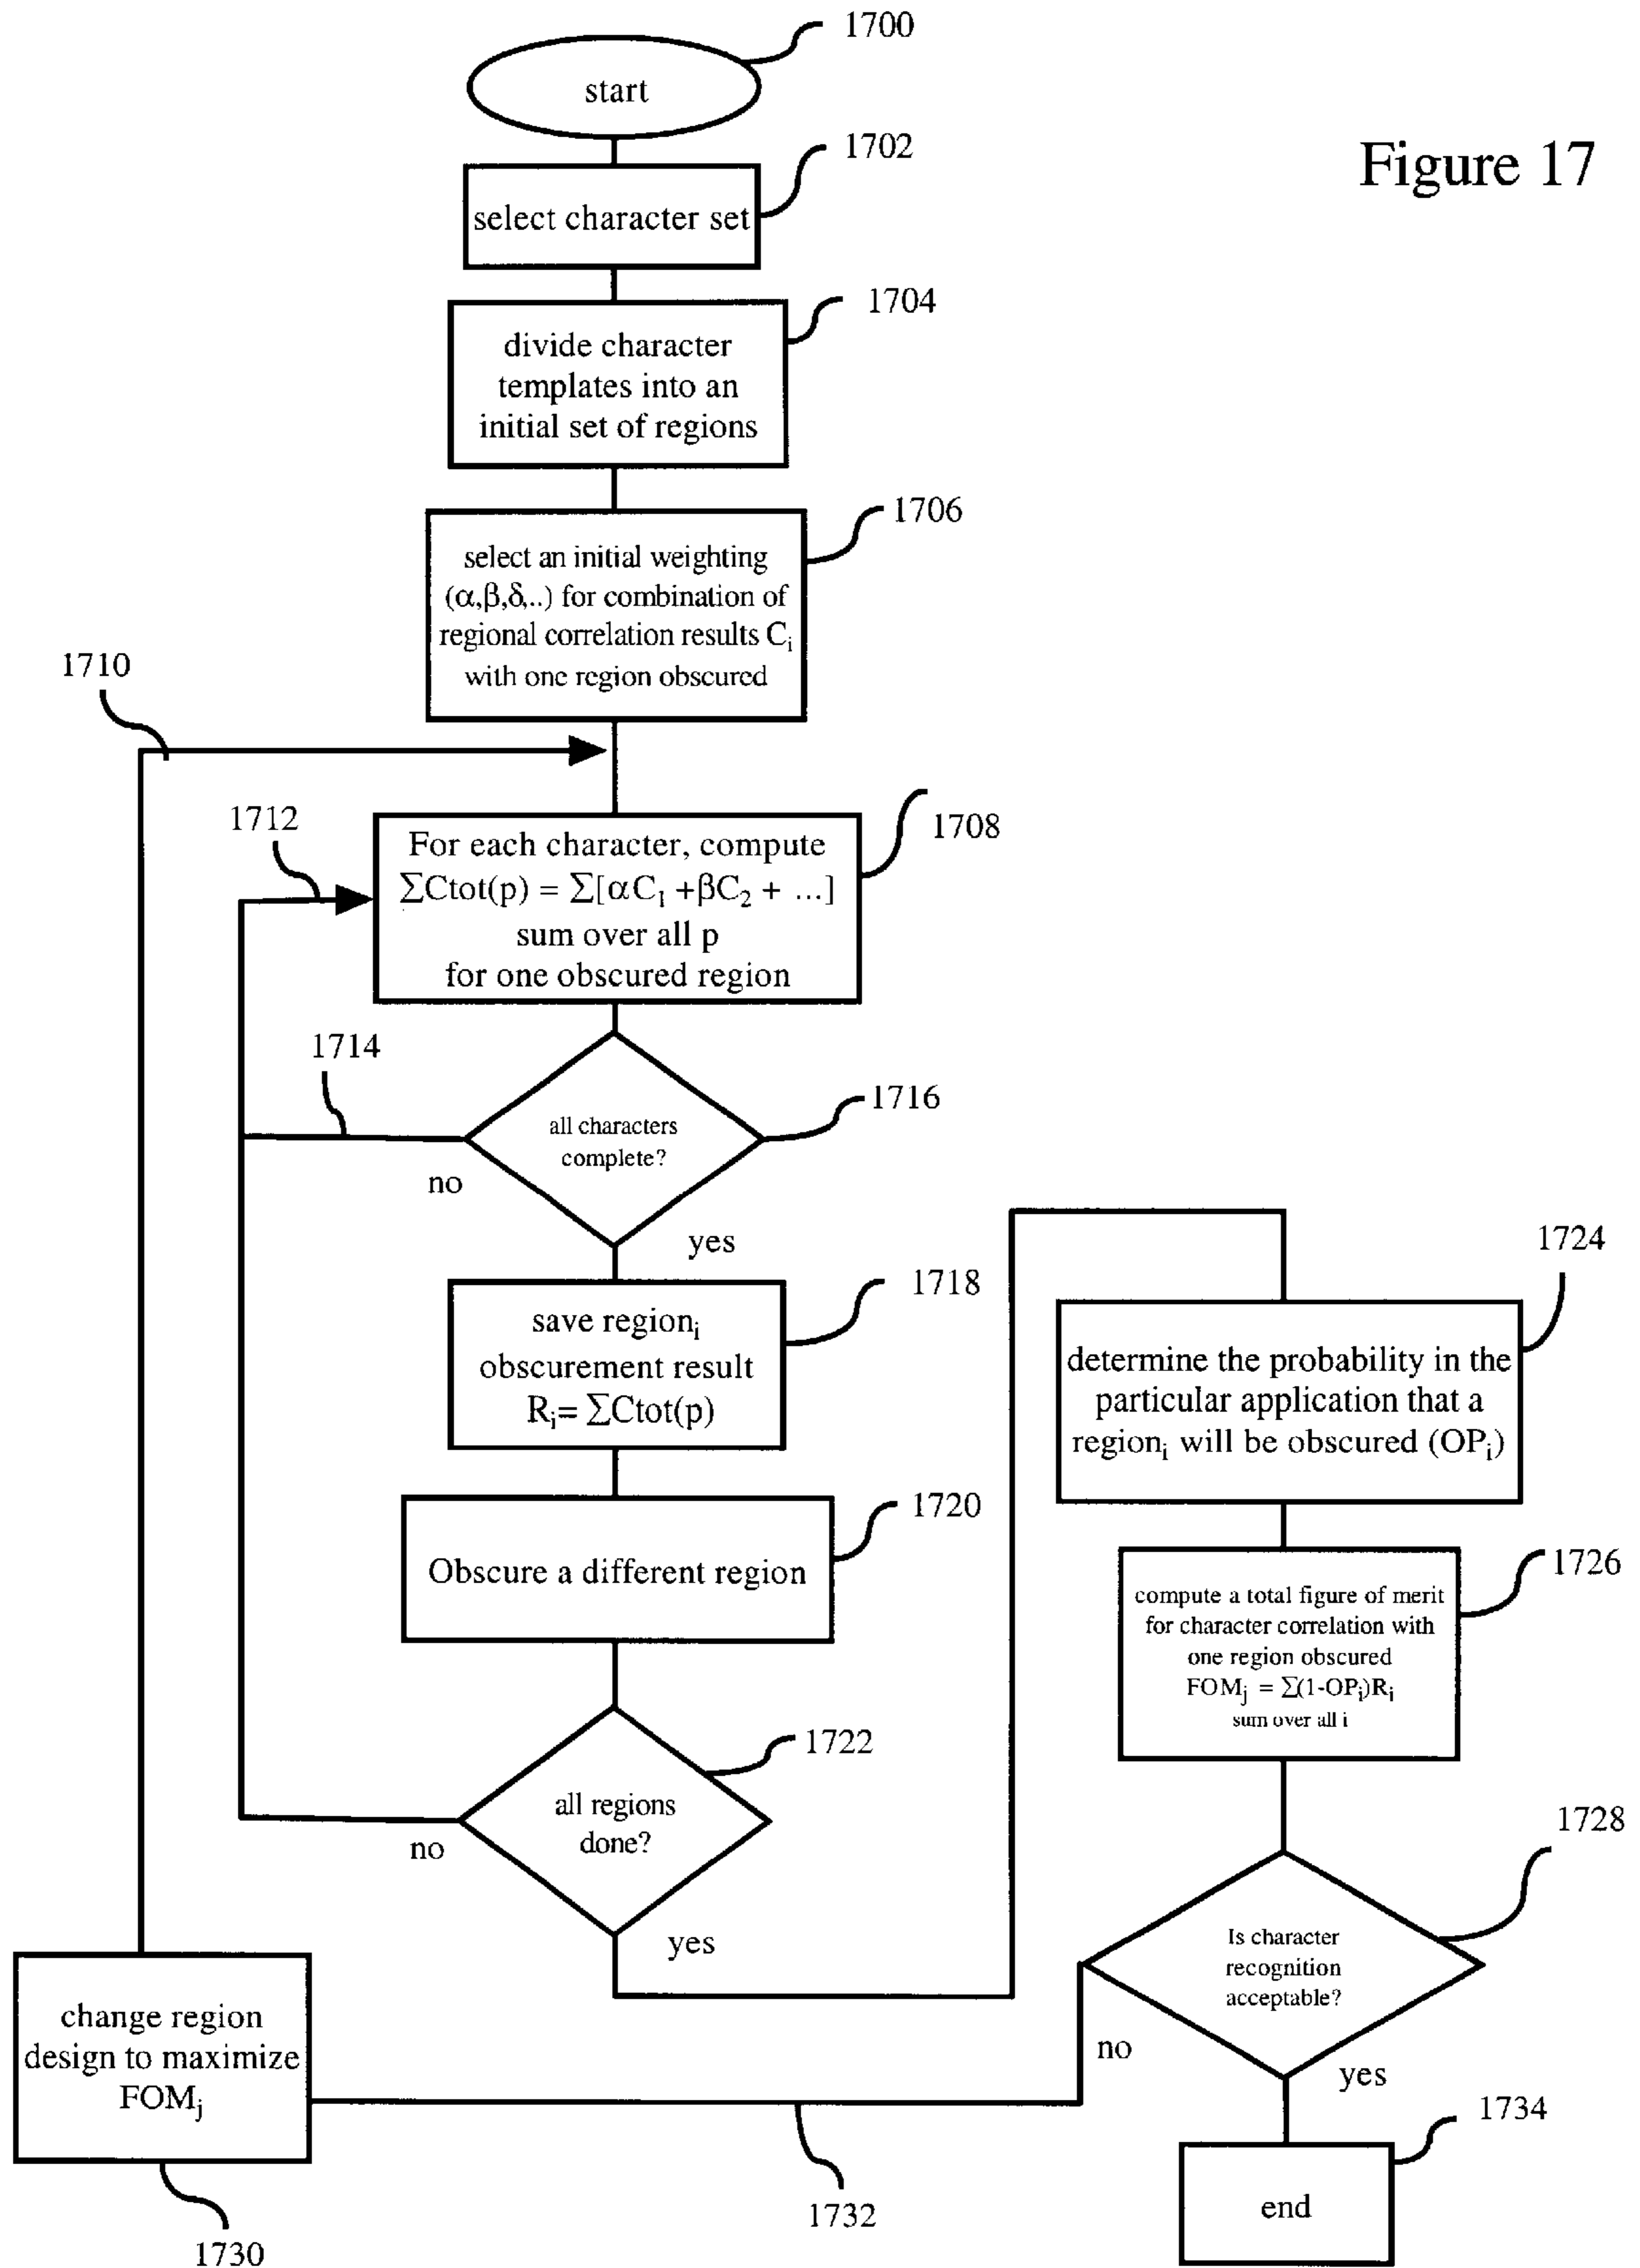 1700
start
Figure 17
1702
select character set
1704
divide character
templates into an
initial set of regions
1706
select an initial weighting
(α,β,δ,..) for combination of
regional correlation results Cᵢ
with one region obscured
1710
1712
1708
For each character, compute
∑Ctot(p) = ∑[αC₁ +βC₂ + ...]
sum over all p
for one obscured region
1714
1716
all characters
complete?
no
yes
1718
save regionᵢ
obscurement result
Rᵢ= ∑Ctot(p)
1720
Obscure a different region
1722
all regions
done?
no
yes
1724
determine the probability in the
particular application that a
regionᵢ will be obscured (OPᵢ)
1726
compute a total figure of merit
for character correlation with
one region obscured
FOMⱼ = ∑(1-OPᵢ)Rᵢ
sum over all i
1728
Is character
recognition
acceptable?
no
yes
change region
design to maximize
FOMⱼ
1730
1732
1734
end